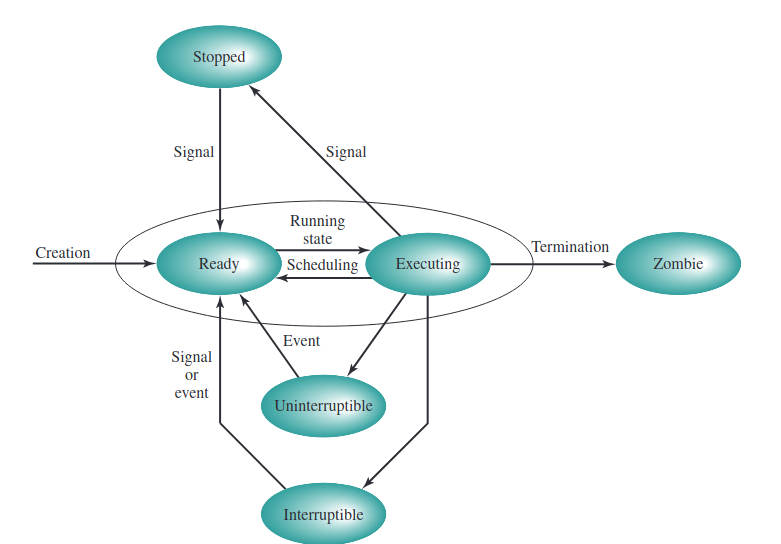 Stopped
Signal
Signal
Running
state
Creation
Ready
Scheduling
Executing
Termination
Zombie
Event
Signal
or
event
Uninterruptible
Interruptible